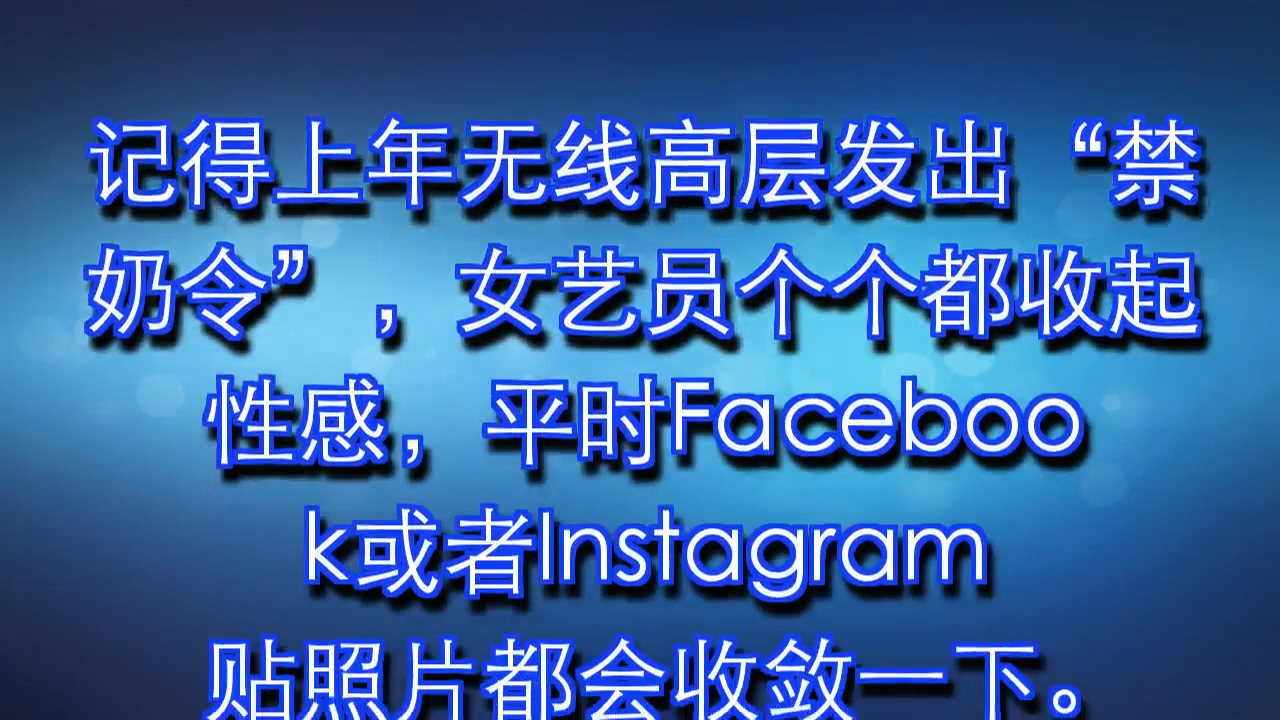 记得上年无线高层发出“禁
奶令”，女艺员个个都收起
性感，平时Faceboo
k或者Instagram
贴照片都会收敛一下。